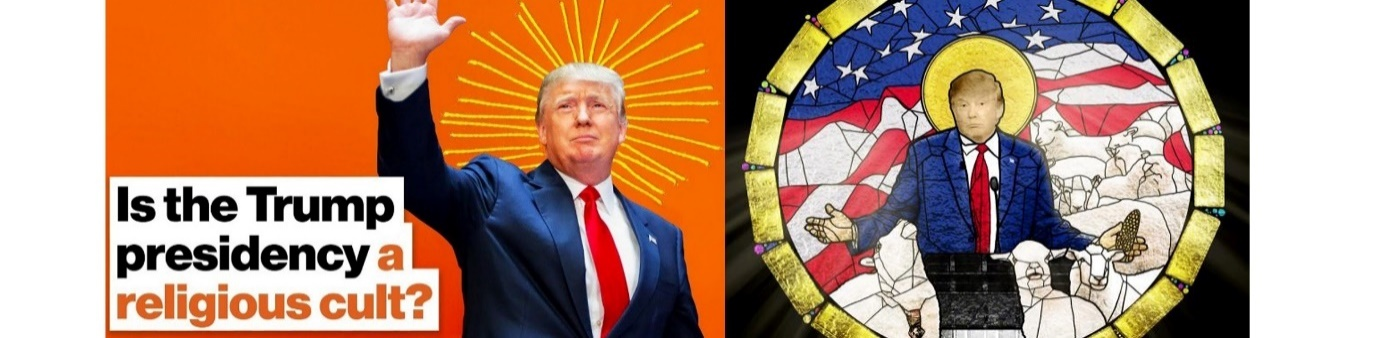 Is the Trump
presidency a
religious cult?